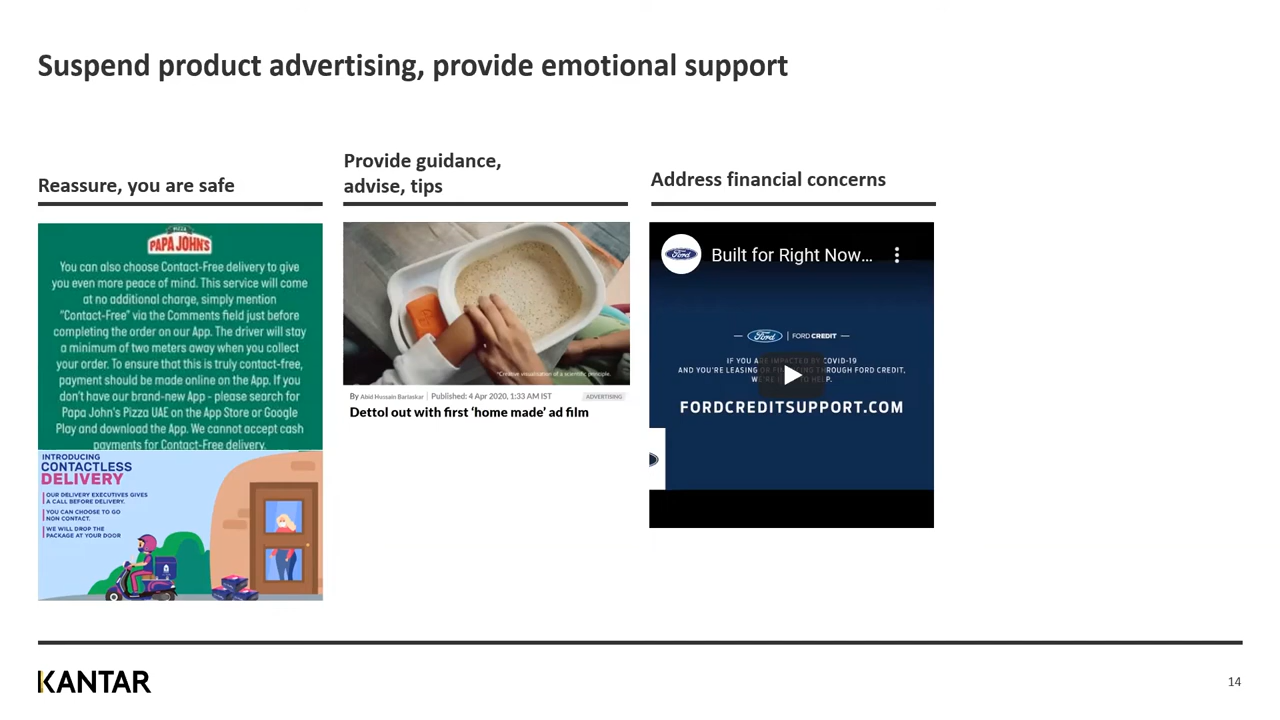 Suspend product advertising, provide emotional support
Reassure, you are safe
PIZZA
PAPA JOHN'S
You can also choose Contact-Free delivery to give
you even more peace of mind. This service will come
at no additional charge, simply mention
"Contact-Free" via the Comments field just before
completing the order on our App. The driver will stay
a minimum of two meters away when you collect
your order. To ensure that this is truly contact-free,
payment should be made online on the App. If you
don't have our brand-new App - please search for
Papa John's Pizza UAE on the App Store or Google
Play and download the App. We cannot accept cash
payments for Contact-Free delivery.
INTRODUCING
CONTACTLESS
DELIVERY
OUR DELIVERY EXECUTIVES GIVES
A CALL BEFORE DELIVERY.
YOU CAN CHOOSE TO GO
NON CONTACT.
WE WILL DROP THE
PACKAGE AT YOUR DOOR
Provide guidance,
advise, tips
*Creative visualisation of a scientific principle.
By Abid Hussain Barlaskar | Published: 4 Apr 2020, 1:33 AM IST
ADVERTISING
Dettol out with first ‘home made’ ad film
Address financial concerns
Ford
Built for Right Now...
Ford | FORD CREDIT
IF YOU ARE IMPACTED BY COVID-19
AND YOU'RE LEASING OR FINANCING THROUGH FORD CREDIT,
WE'RE HERE TO HELP.
FORDCREDITSUPPORT.COM
KANTAR
14